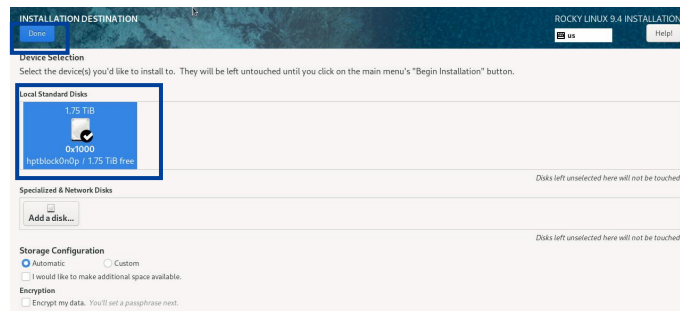 INSTALLATION DESTINATION
ROCKY LINUX 9.4 INSTALLATION
Done
us
Help!
Device Selection
Select the device(s) you'd like to install to. They will be left untouched until you click on the main menu's "Begin Installation" button.
Local Standard Disks
1.75 TiB
0x1000
hptblock0n0p / 1.75 TiB free
Disks left unselected here will not be touched
Specialized & Network Disks
Add a disk...
Disks left unselected here will not be touched
Storage Configuration
Automatic
Custom
I would like to make additional space available.
Encryption
Encrypt my data. You'll set a passphrase next.